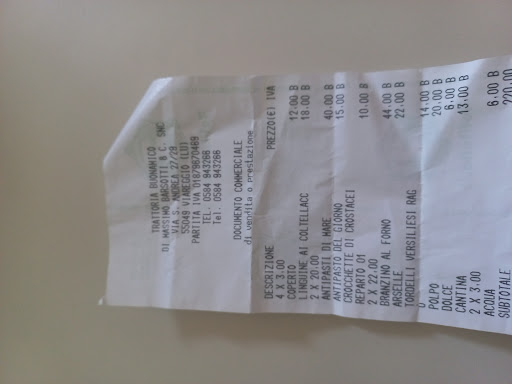 TRATTORIA BUONAMICO
DI MASSIMO BARSOTTI & C. SNC
VIA S. ANDREA 27/29
55049 VIAREGGIO (LU)
PARTITA IVA
TEL. 0584 943266
Tel: 0584 943266
DOCUMENTO COMMERCIALE
di vendita o prestazione
DESCRIZIONE PREZZO(€) IVA
4 X 3.00
COPERTO 12.00 B
LINGUINE AI COLTELLACC 18.00 B
2 X 20.00
ANTIPASTI DI MARE 40.00 B
ANTIPASTO DEL GIORNO 15.00 B
CROCCHETTE DI CROSTACEI
REPARTO 01 10.00 B
2 X 22.00
BRANZINO AL FORNO 44.00 B
ARSELLE 22.00 B
TORDELLI VERSILIESI RAG
14.00 B
POLPO 20.00 B
DOLCE 6.00 B
CANTINA 13.00 B
2 X 3.00
ACQUA 6.00 B
SUBTOTALE 220.00